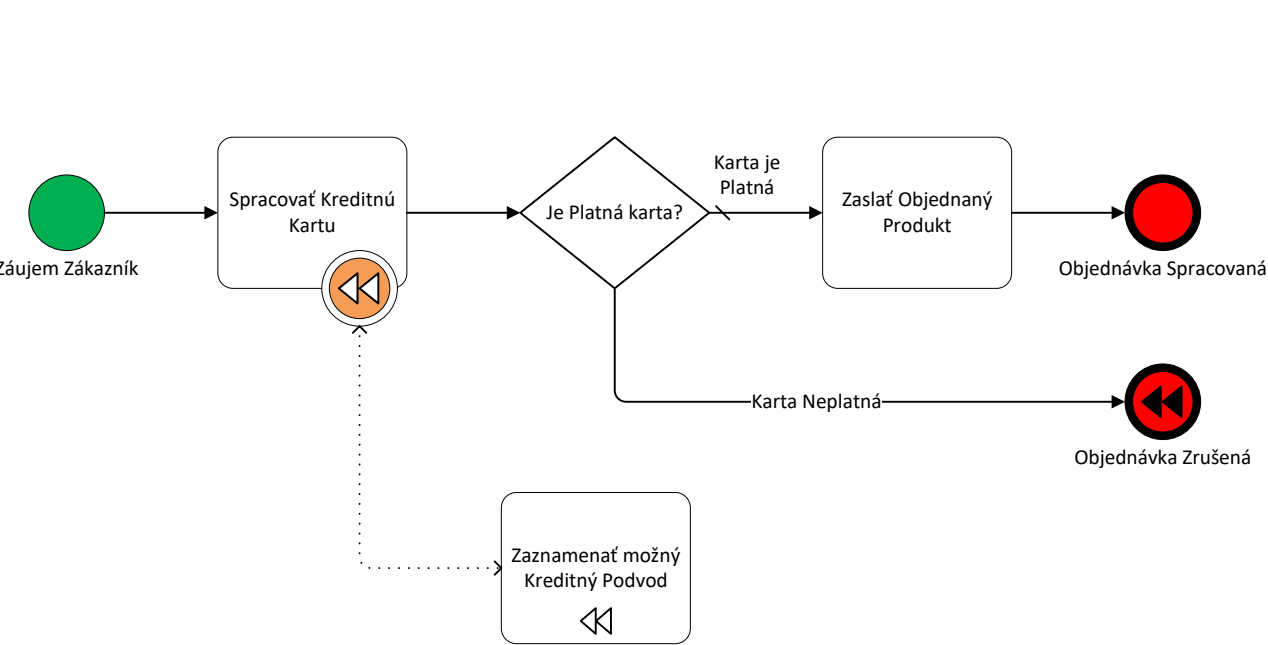 Karta je
Platná
Spracovať Kreditnú
Kartu
Je Platná karta?
Zaslať Objednaný
Produkt
Záujem Zákazník
Objednávka Spracovaná
Karta Neplatná
Objednávka Zrušená
Zaznamenať možný
Kreditný Podvod